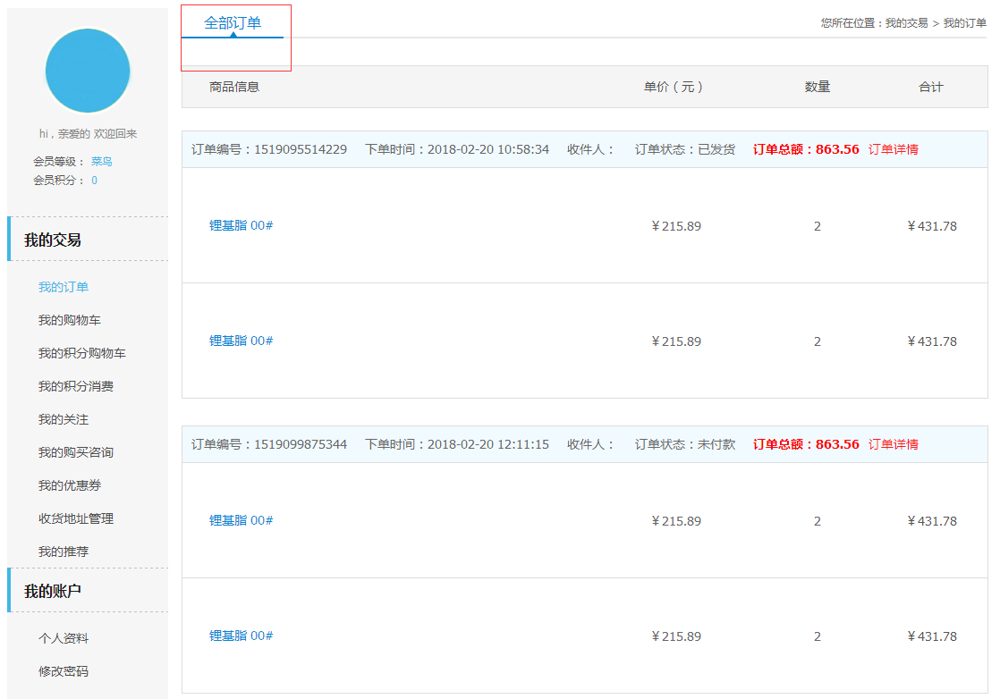 全部订单
您所在位置：我的交易 > 我的订单
hi，亲爱的 欢迎回来
会员等级： 菜鸟
会员积分： 0
我的交易
我的订单
我的购物车
我的积分购物车
我的积分消费
我的关注
我的购买咨询
我的优惠券
收货地址管理
我的推荐
我的账户
个人资料
修改密码
商品信息 单价（元） 数量 合计
订单编号：1519095514229 下单时间：2018-02-20 10:58:34 收件人： 订单状态：已发货 订单总额：863.56 订单详情
锂基脂 00# ￥215.89 2 ￥431.78
锂基脂 00# ￥215.89 2 ￥431.78
订单编号：1519099875344 下单时间：2018-02-20 12:11:15 收件人： 订单状态：未付款 订单总额：863.56 订单详情
锂基脂 00# ￥215.89 2 ￥431.78
锂基脂 00# ￥215.89 2 ￥431.78